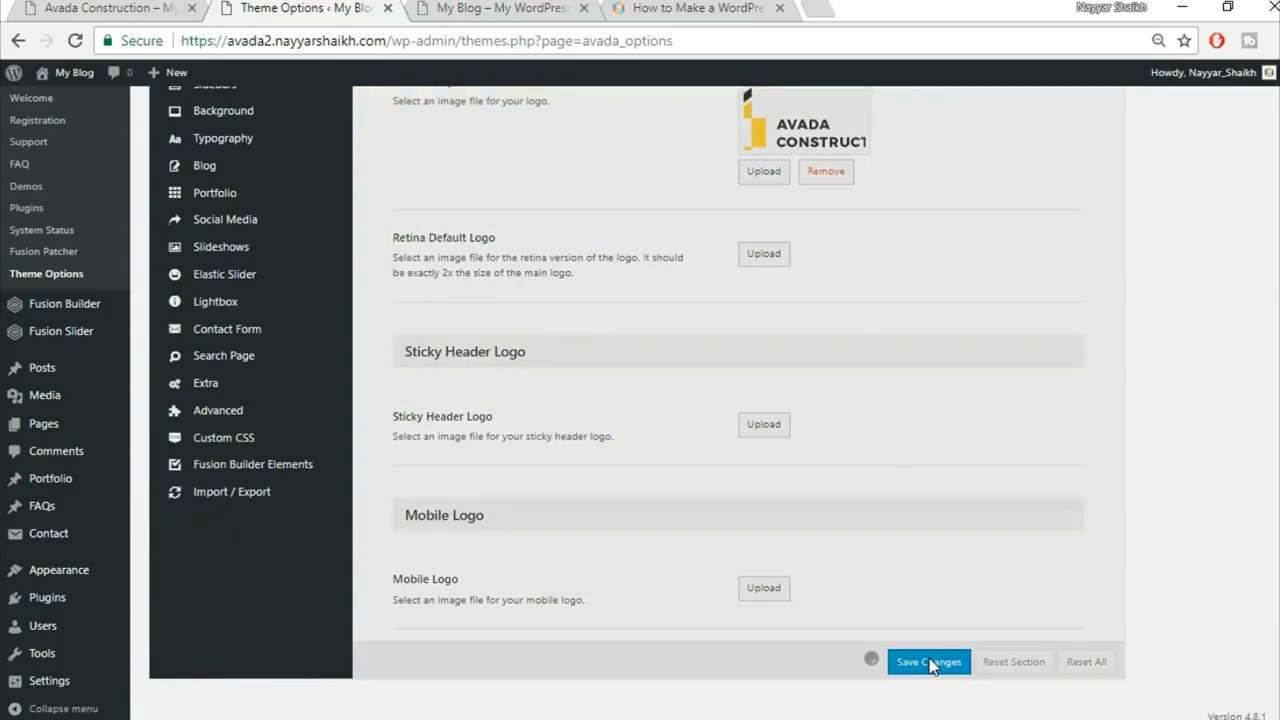 Avada Construction – M
Theme Options ‹ My Blo
My Blog – My WordPress
How to Make a WordPre
Nayyar Shaikh
Secure
https://avada2.nayyarshaikh.com/wp-admin/themes.php?page=avada_options
My Blog
0
New
Howdy, Nayyar_Shaikh
Welcome
Registration
Support
FAQ
Demos
Plugins
System Status
Fusion Patcher
Theme Options
Fusion Builder
Fusion Slider
Posts
Media
Pages
Comments
Portfolio
FAQs
Contact
Appearance
Plugins
Users
Tools
Settings
Collapse menu
Sidebars
Background
Typography
Blog
Portfolio
Social Media
Slideshows
Elastic Slider
Lightbox
Contact Form
Search Page
Extra
Advanced
Custom CSS
Fusion Builder Elements
Import / Export
Select an image file for your logo.
AVADA
CONSTRUCT
Upload
Remove
Retina Default Logo
Select an image file for the retina version of the logo. It should
be exactly 2x the size of the main logo.
Upload
Sticky Header Logo
Sticky Header Logo
Select an image file for your sticky header logo.
Upload
Mobile Logo
Mobile Logo
Select an image file for your mobile logo.
Upload
Save Changes
Reset Section
Reset All
Version 4.8.1